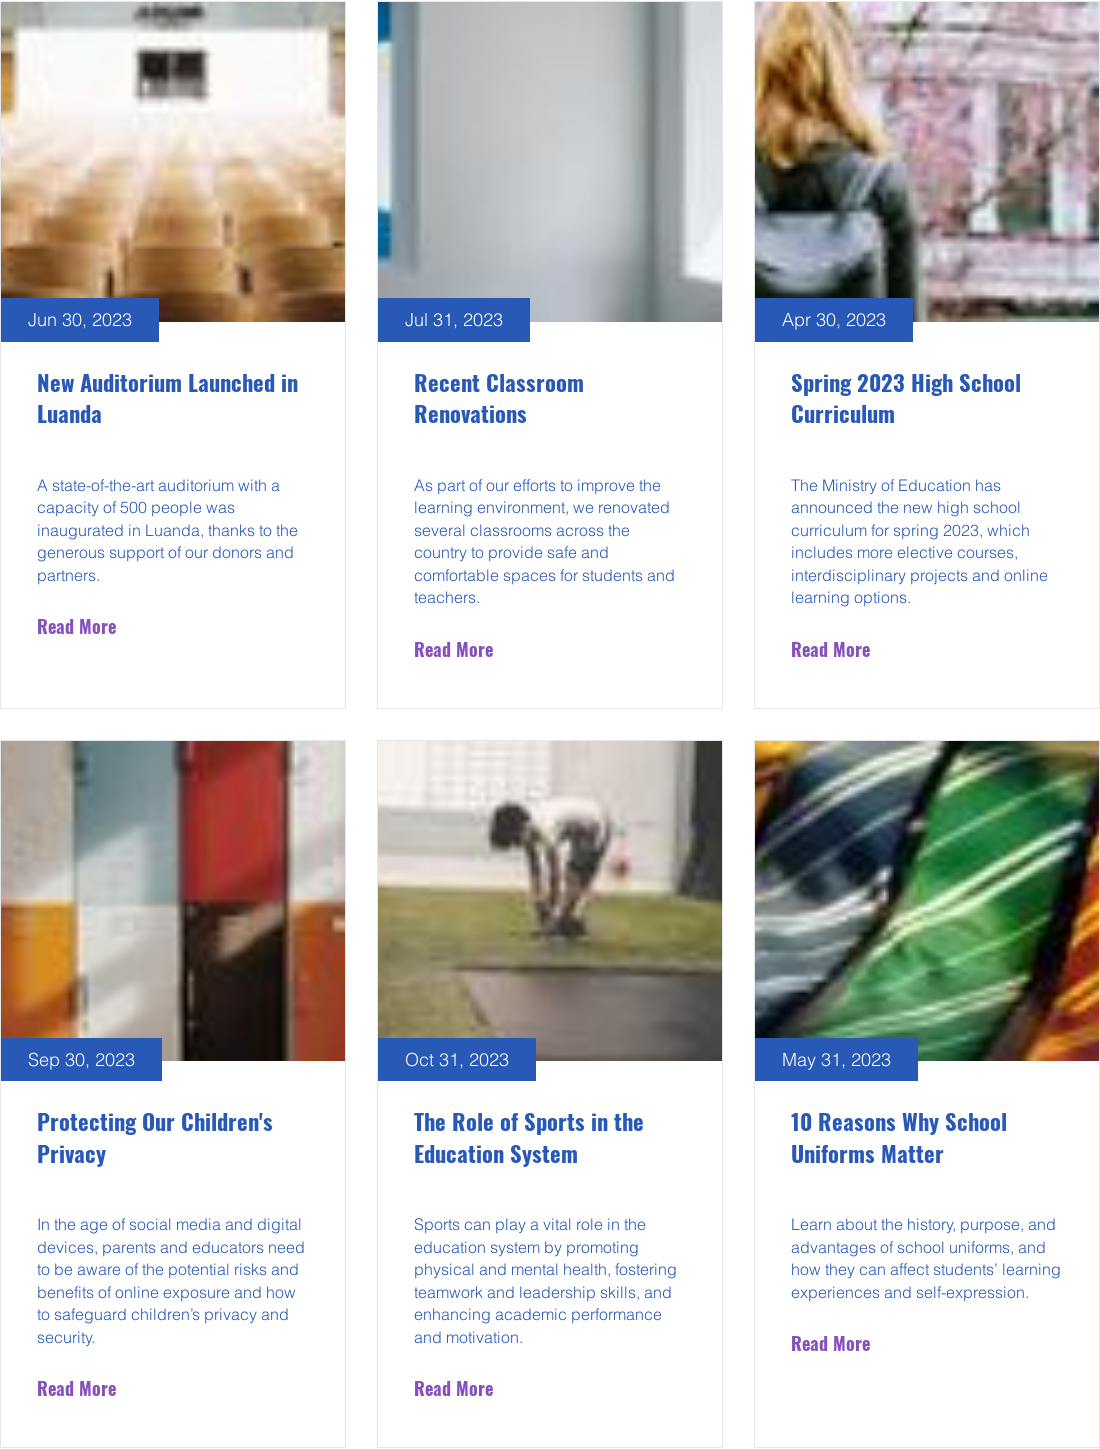 Jun 30, 2023
New Auditorium Launched in
Luanda
A state-of-the-art auditorium with a
capacity of 500 people was
inaugurated in Luanda, thanks to the
generous support of our donors and
partners.
Read More
Jul 31, 2023
Recent Classroom
Renovations
As part of our efforts to improve the
learning environment, we renovated
several classrooms across the
country to provide safe and
comfortable spaces for students and
teachers.
Read More
Apr 30, 2023
Spring 2023 High School
Curriculum
The Ministry of Education has
announced the new high school
curriculum for spring 2023, which
includes more elective courses,
interdisciplinary projects and online
learning options.
Read More
Sep 30, 2023
Protecting Our Children's
Privacy
In the age of social media and digital
devices, parents and educators need
to be aware of the potential risks and
benefits of online exposure and how
to safeguard children’s privacy and
security.
Read More
Oct 31, 2023
The Role of Sports in the
Education System
Sports can play a vital role in the
education system by promoting
physical and mental health, fostering
teamwork and leadership skills, and
enhancing academic performance
and motivation.
Read More
May 31, 2023
10 Reasons Why School
Uniforms Matter
Learn about the history, purpose, and
advantages of school uniforms, and
how they can affect students’ learning
experiences and self-expression.
Read More